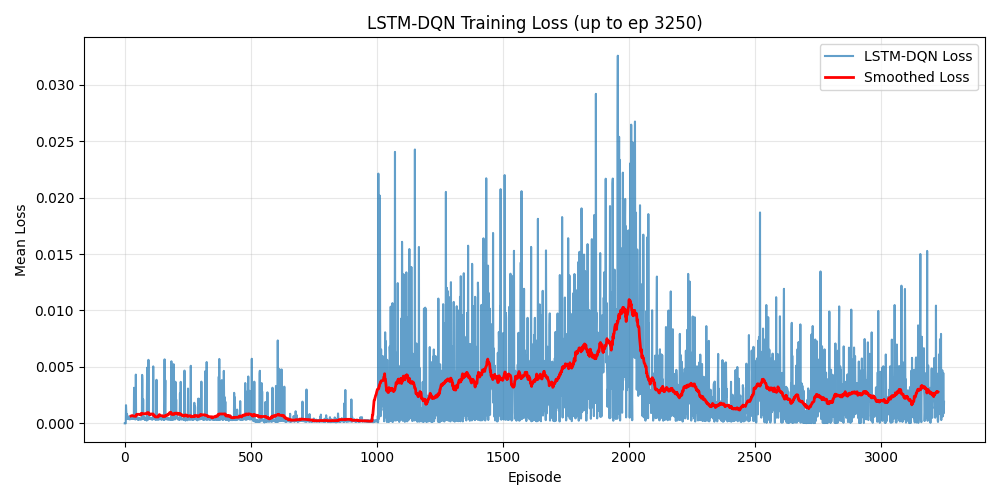 LSTM-DQN Training Loss (up to ep 3250)
LSTM-DQN Loss
Smoothed Loss
Mean Loss
0.030
0.025
0.020
0.015
0.010
0.005
0.000
0 500 1000 1500 2000 2500 3000
Episode